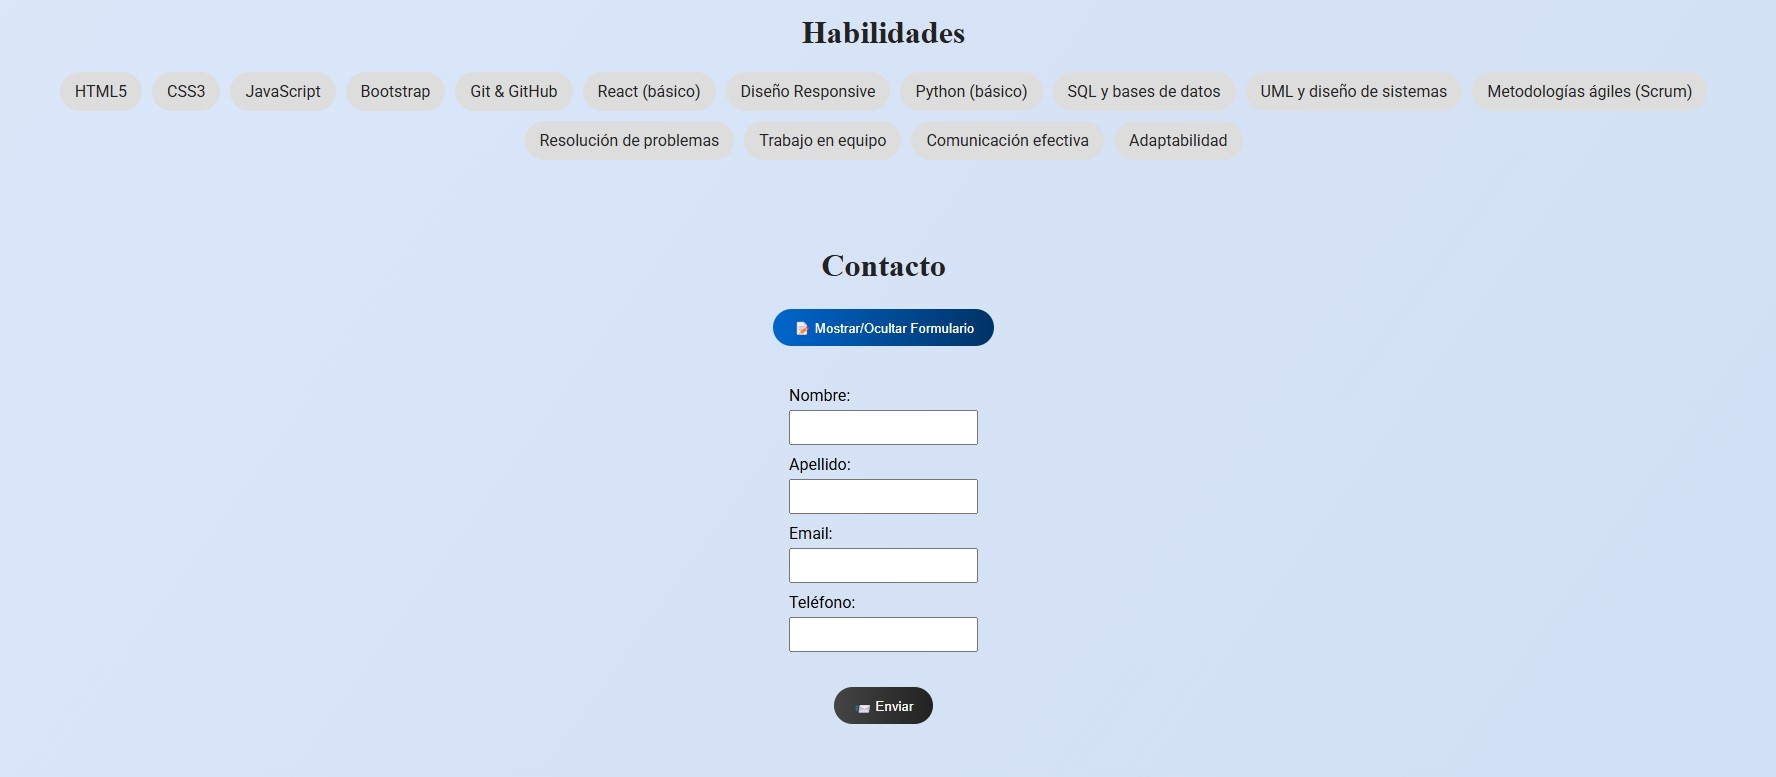 Habilidades
HTML5 CSS3 JavaScript Bootstrap Git & GitHub React (básico) Diseño Responsive Python (básico) SQL y bases de datos UML y diseño de sistemas Metodologías ágiles (Scrum)
Resolución de problemas Trabajo en equipo Comunicación efectiva Adaptabilidad
Contacto
📝 Mostrar/Ocultar Formulario
Nombre:
Apellido:
Email:
Teléfono:
📨 Enviar